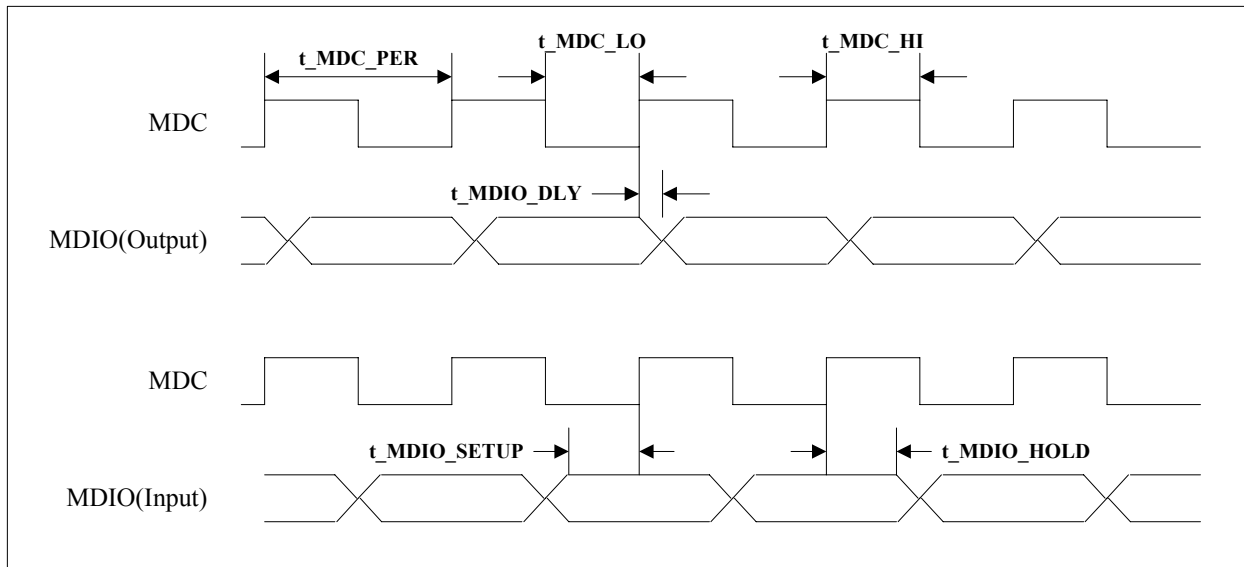 t_MDC_PER
t_MDC_LO
t_MDC_HI
MDC
t_MDIO_DLY
MDIO(Output)
MDC
t_MDIO_SETUP
t_MDIO_HOLD
MDIO(Input)